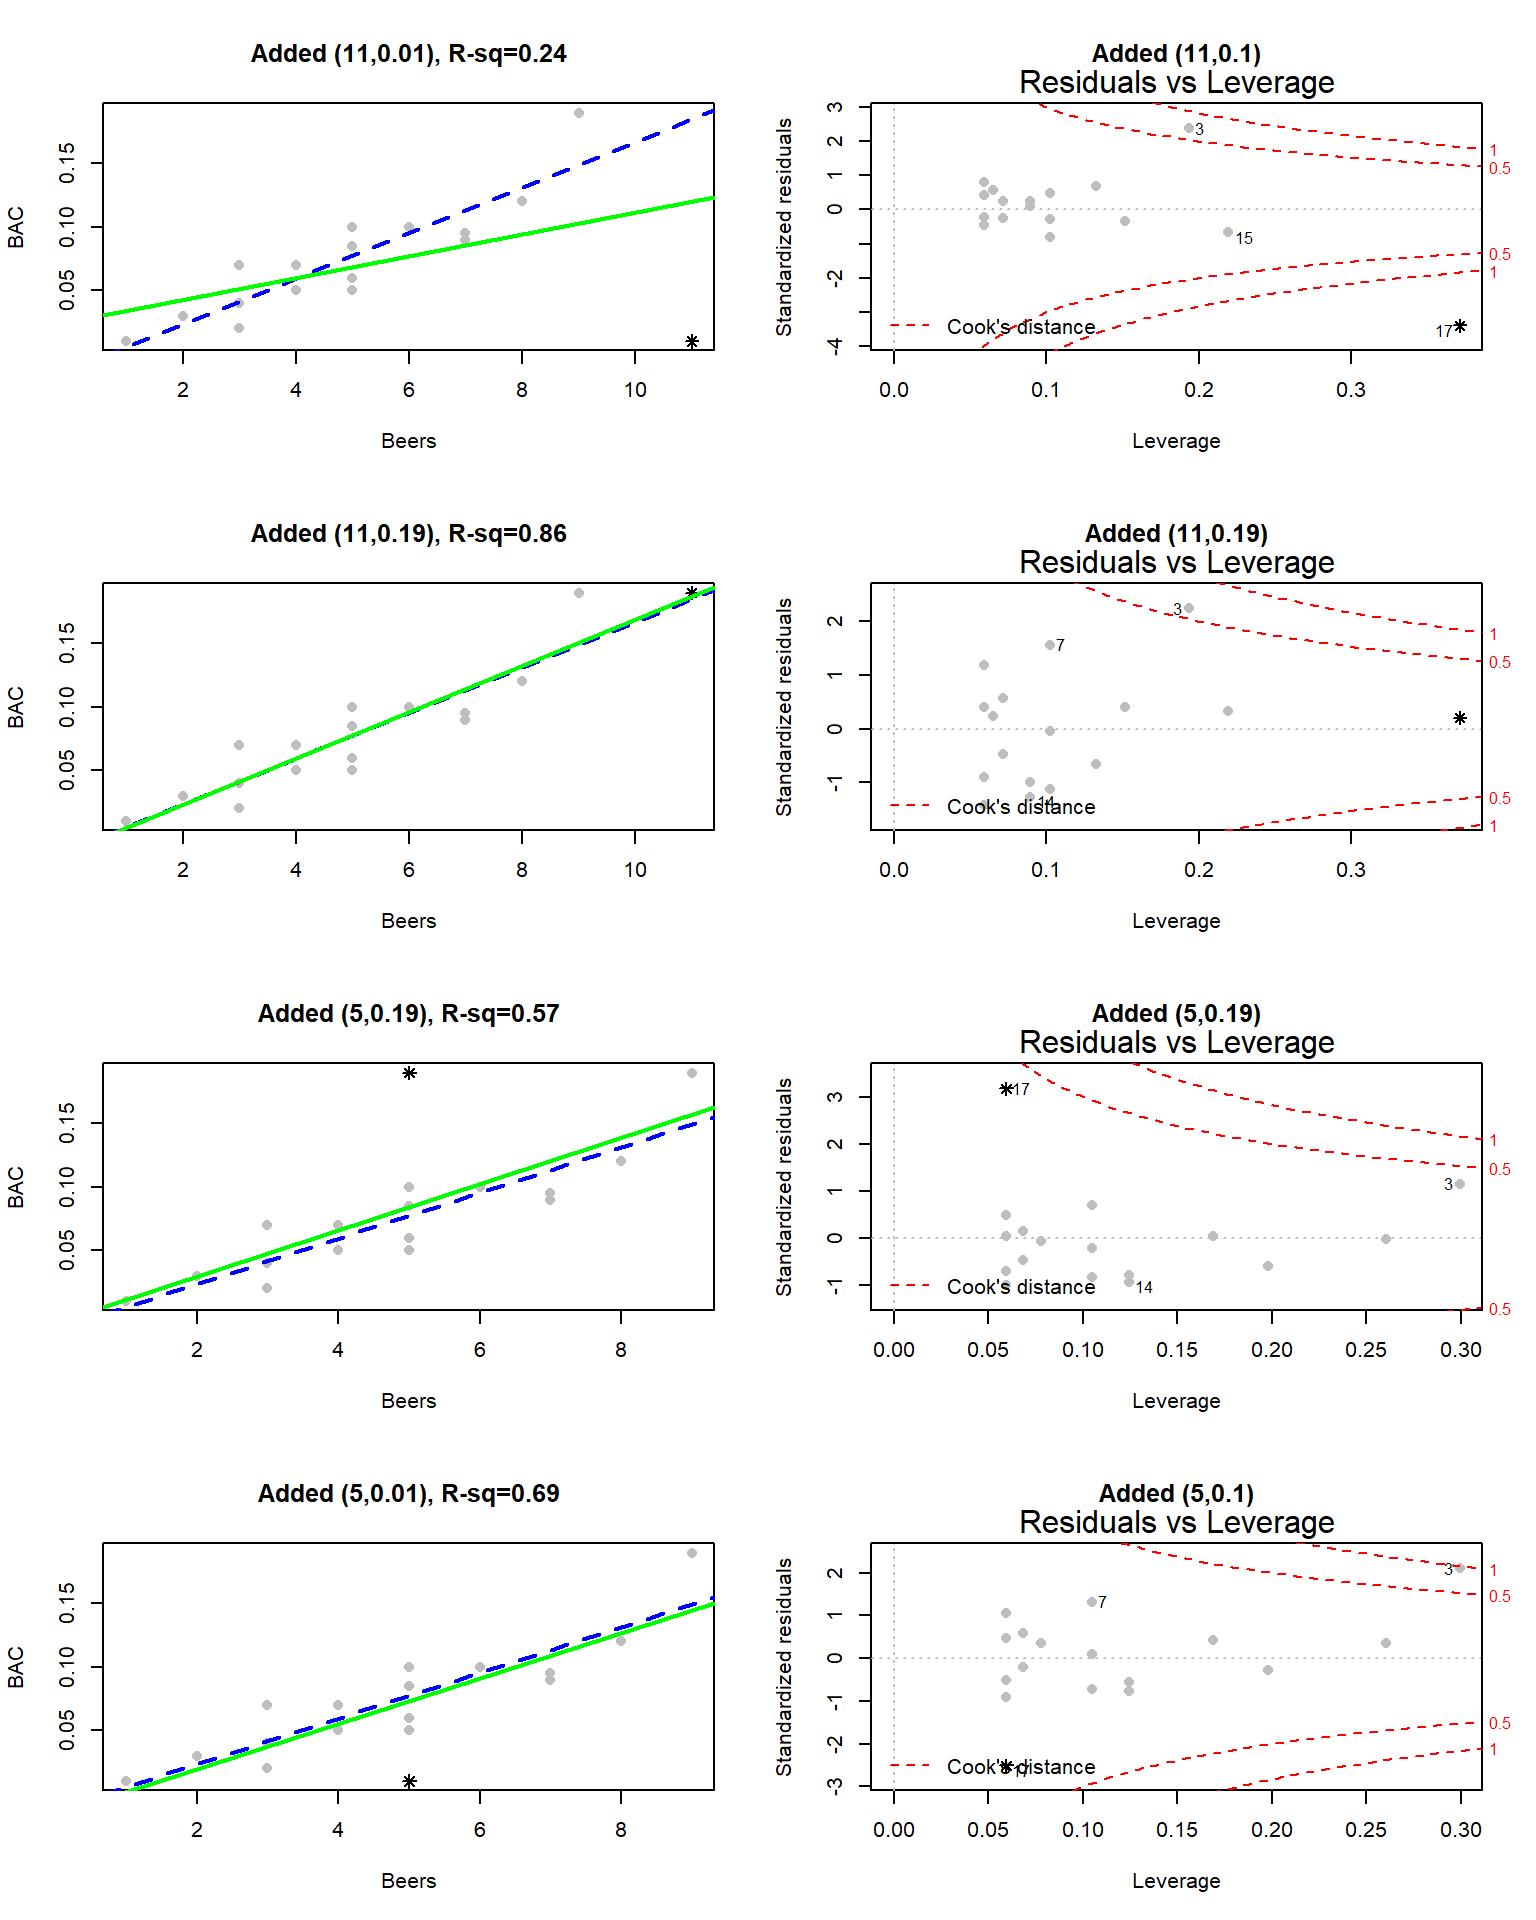 Added (11,0.01), R-sq=0.24
BAC
0.05 0.10 0.15
2 4 6 8 10
Beers
Added (11,0.1)
Residuals vs Leverage
Standardized residuals
-4 -2 0 1 2 3
3
15
17
1
0.5
0.5
1
Cook's distance
0.0 0.1 0.2 0.3
Leverage
Added (11,0.19), R-sq=0.86
BAC
0.05 0.10 0.15
2 4 6 8 10
Beers
Added (11,0.19)
Residuals vs Leverage
Standardized residuals
-1 0 1 2
3
7
14
1
0.5
0.5
1
Cook's distance
0.0 0.1 0.2 0.3
Leverage
Added (5,0.19), R-sq=0.57
BAC
0.05 0.10 0.15
2 4 6 8
Beers
Added (5,0.19)
Residuals vs Leverage
Standardized residuals
-1 0 1 2 3
17
3
14
1
0.5
0.5
Cook's distance
0.00 0.05 0.10 0.15 0.20 0.25 0.30
Leverage
Added (5,0.01), R-sq=0.69
BAC
0.05 0.10 0.15
2 4 6 8
Beers
Added (5,0.1)
Residuals vs Leverage
Standardized residuals
-3 -2 -1 0 1 2
3
7
17
1
0.5
0.5
1
Cook's distance
0.00 0.05 0.10 0.15 0.20 0.25 0.30
Leverage